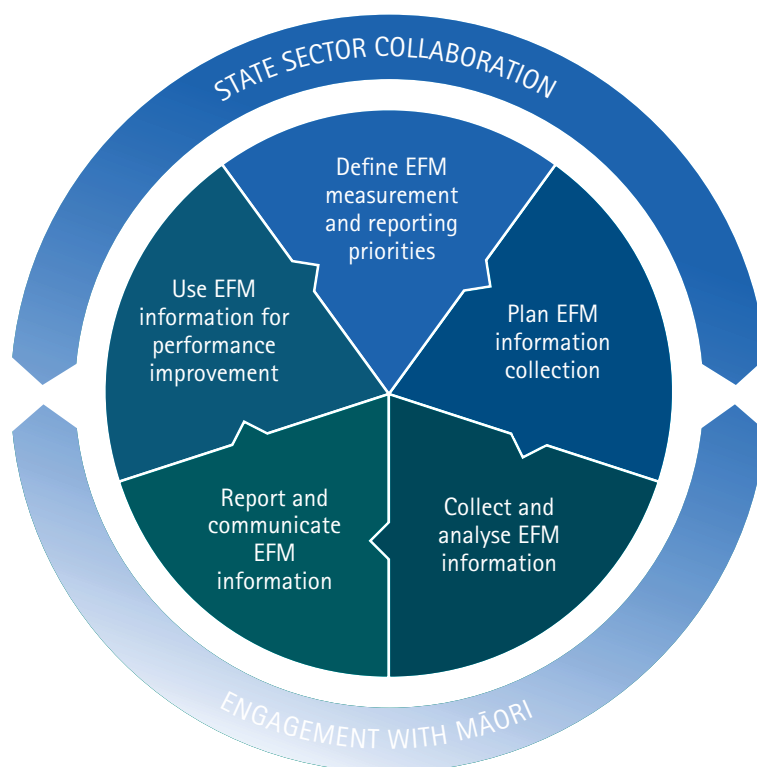 STATE SECTOR COLLABORATION
Define EFM
measurement
and reporting
priorities
Use EFM
information for
performance
improvement
Plan EFM
information
collection
Report and
communicate
EFM
information
Collect and
analyse EFM
information
ENGAGEMENT WITH MĀORI